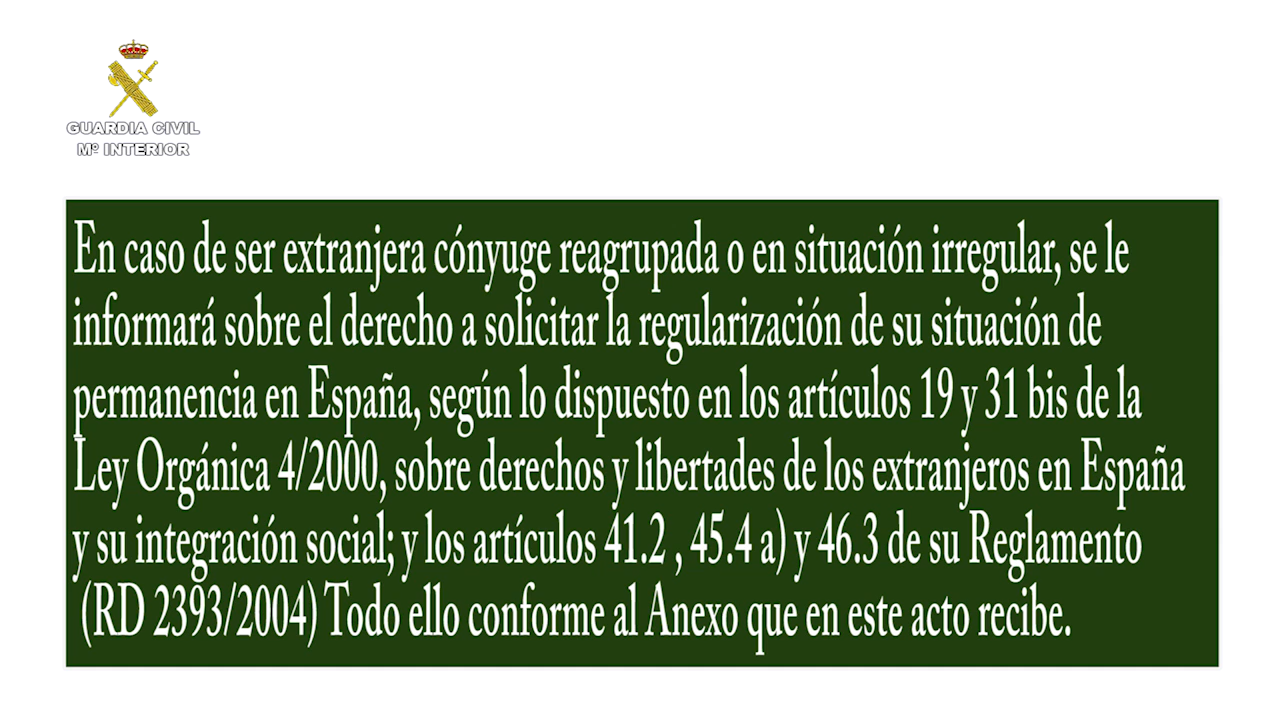 GUARDIA CIVIL
Mº INTERIOR
En caso de ser extranjera cónyuge reagrupada o en situación irregular, se le
informará sobre el derecho a solicitar la regularización de su situación de
permanencia en España, según lo dispuesto en los artículos 19 y 31 bis de la
Ley Orgánica 4/2000, sobre derechos y libertades de los extranjeros en España
y su integración social; y los artículos 41.2 , 45.4 a) y 46.3 de su Reglamento
(RD 2393/2004) Todo ello conforme al Anexo que en este acto recibe.